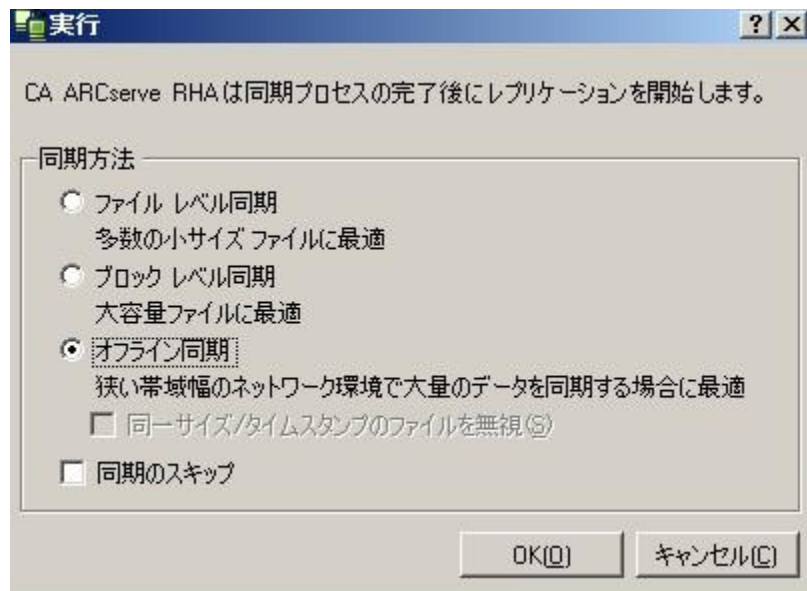 実行
CA ARCserve RHAは同期プロセスの完了後にレプリケーションを開始します。
同期方法
ファイル レベル同期
多数の小サイズ ファイルに最適
ブロック レベル同期
大容量ファイルに最適
オフライン同期
狭い帯域幅のネットワーク環境で大量のデータを同期する場合に最適
同一サイズ/タイムスタンプのファイルを無視(S)
同期のスキップ
OK(O) キャンセル(C)